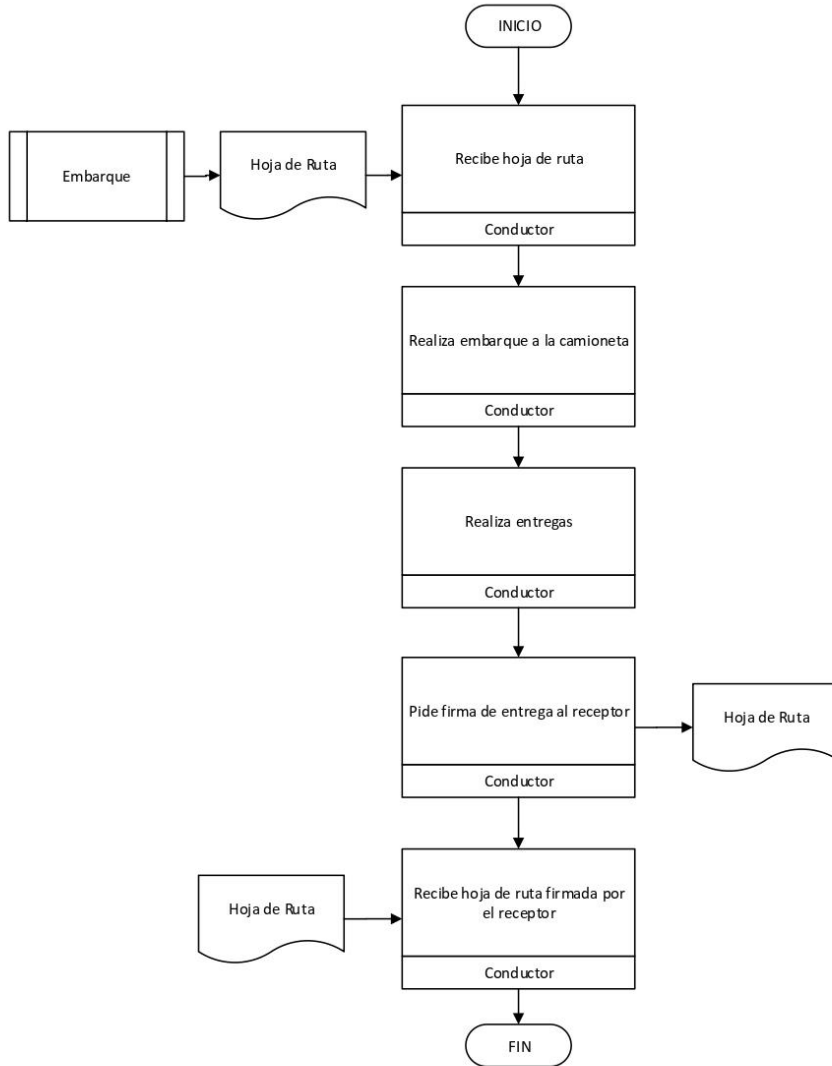 INICIO
Embarque
Hoja de Ruta
Recibe hoja de ruta
Conductor
Realiza embarque a la camioneta
Conductor
Realiza entregas
Conductor
Pide firma de entrega al receptor
Hoja de Ruta
Conductor
Hoja de Ruta
Recibe hoja de ruta firmada por
el receptor
Conductor
FIN